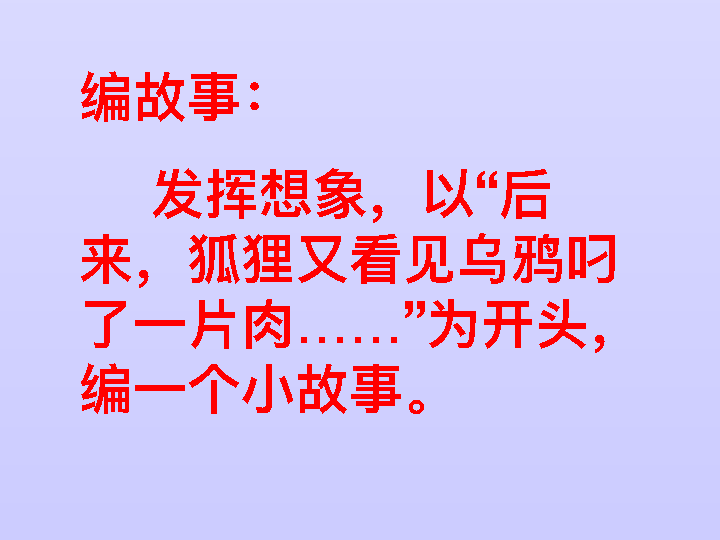 编故事：
发挥想象，以“后
来，狐狸又看见乌鸦叼
了一片肉……”为开头，
编一个小故事。